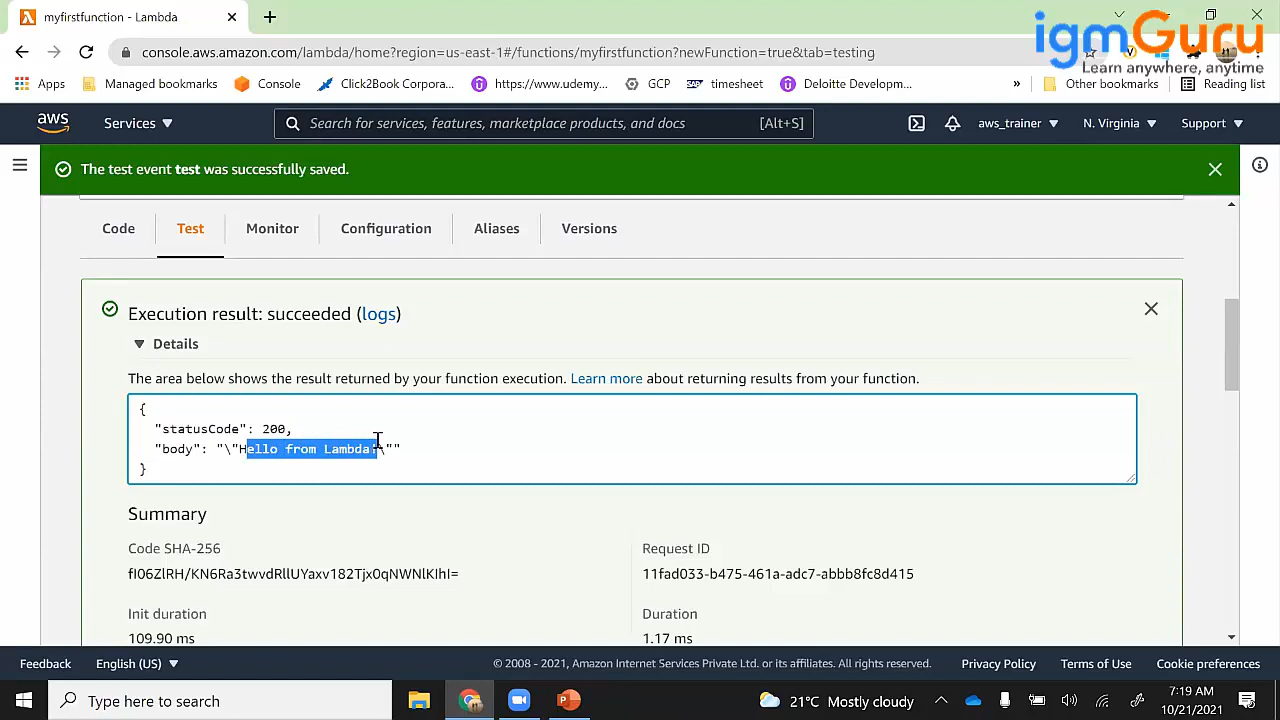 myfirstfunction - Lambda
igmGuru
Learn anywhere, anytime
console.aws.amazon.com/lambda/home?region=us-east-1#/functions/myfirstfunction?newFunction=true&tab=testing
Apps Managed bookmarks Console Click2Book Corpora... https://www.udemy... GCP timesheet Deloitte Developm... » Other bookmarks Reading list
aws Services Search for services, features, marketplace products, and docs [Alt+S] aws_trainer N. Virginia Support
The test event test was successfully saved.
Code Test Monitor Configuration Aliases Versions
Execution result: succeeded (logs)
Details
The area below shows the result returned by your function execution. Learn more about returning results from your function.
{
"statusCode": 200,
"body": "\"Hello from Lambda!\""
}
Summary
Code SHA-256 Request ID
fI06ZlRH/KN6Ra3twvdRllUYaxv182Tjx0qNWNlKIhI= 11fad033-b475-461a-adc7-abbb8fc8d415
Init duration Duration
109.90 ms 1.17 ms
Feedback English (US) © 2008 - 2021, Amazon Internet Services Private Ltd. or its affiliates. All rights reserved. Privacy Policy Terms of Use Cookie preferences
Type here to search 21°C Mostly cloudy 7:19 AM
10/21/2021